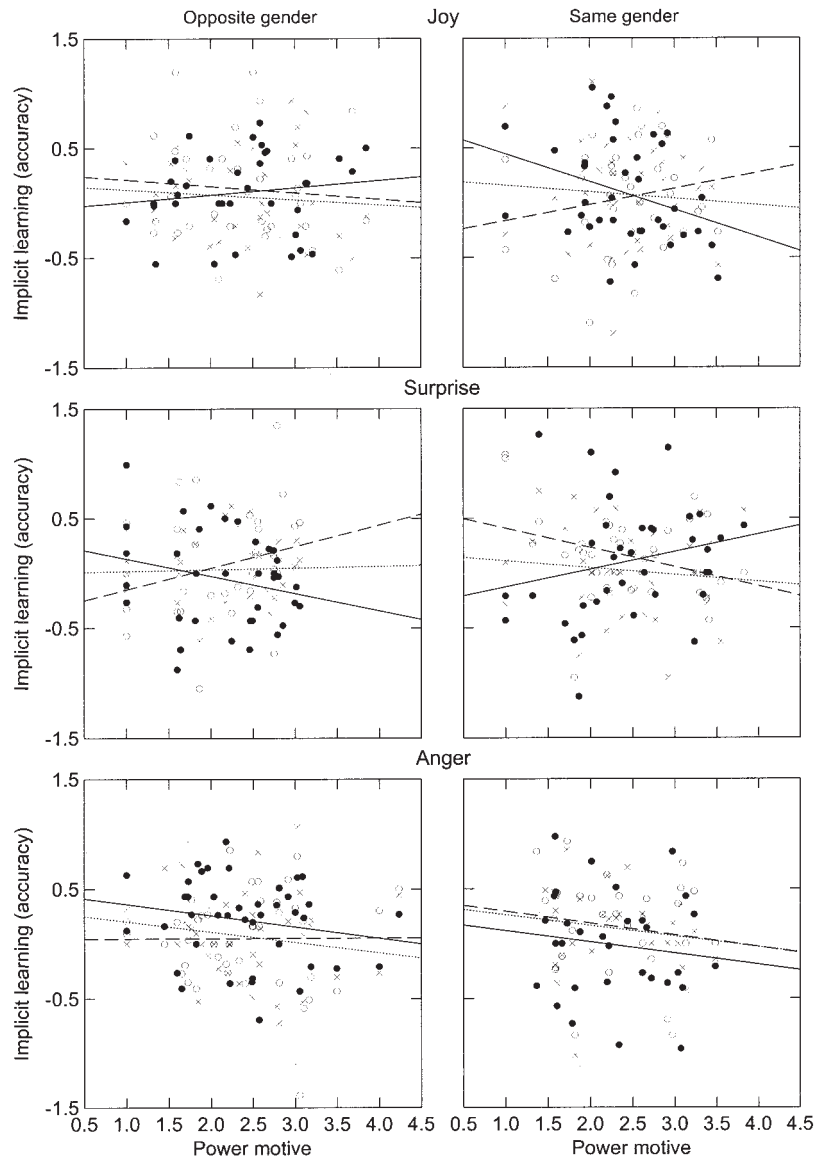 Opposite gender Joy Same gender
1.5
0.5
-0.5
-1.5
Implicit learning (accuracy)
Surprise
1.5
0.5
-0.5
-1.5
Implicit learning (accuracy)
Anger
1.5
0.5
-0.5
-1.5
Implicit learning (accuracy)
0.5 1.0 1.5 2.0 2.5 3.0 3.5 4.0 4.5 0.5 1.0 1.5 2.0 2.5 3.0 3.5 4.0 4.5
Power motive Power motive